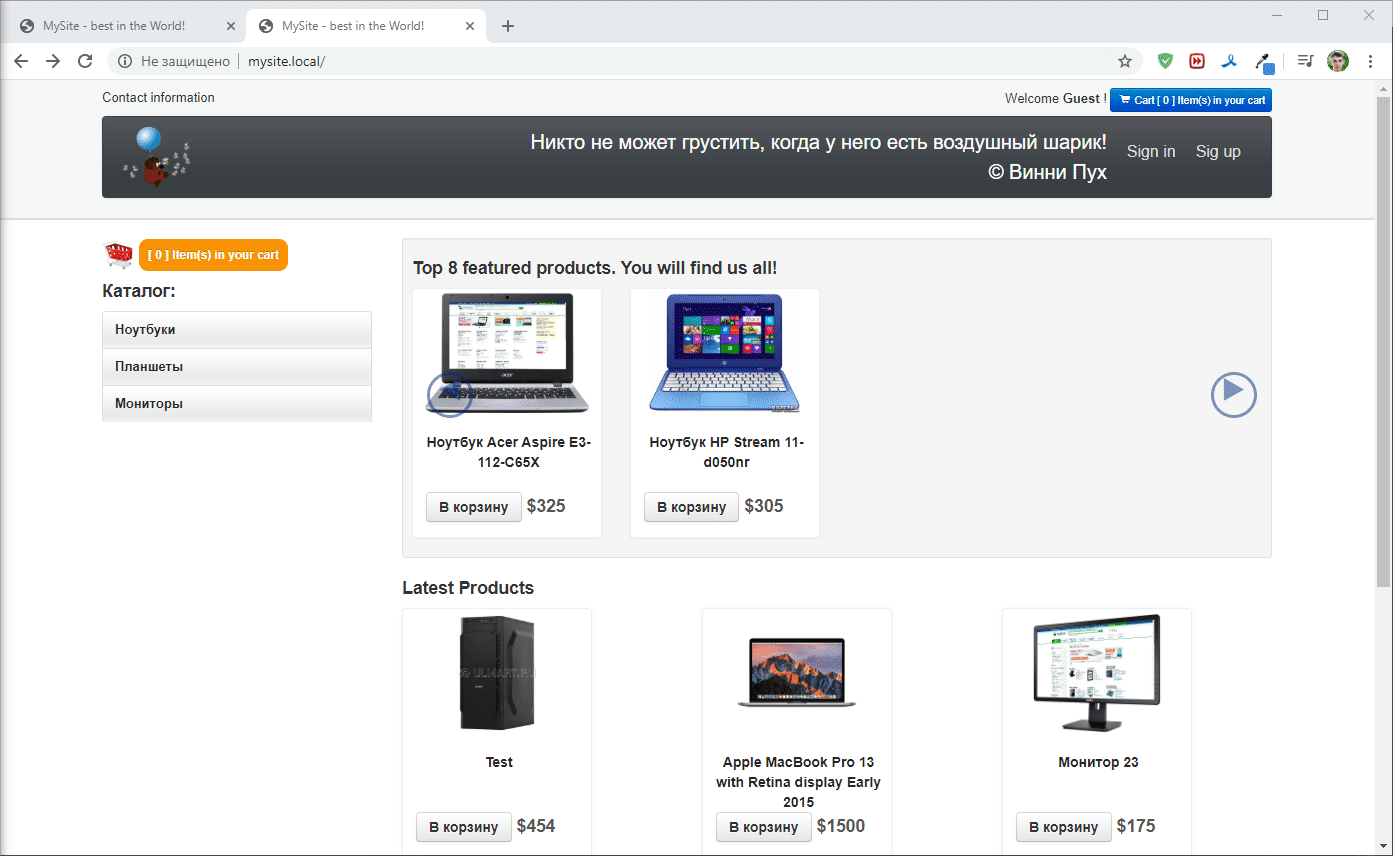 MySite - best in the World!
MySite - best in the World!
Не защищено
mysite.local/
Contact information
Welcome Guest !
Cart [ 0 ] Item(s) in your cart
Никто не может грустить, когда у него есть воздушный шарик!
© Винни Пух
Sign in
Sig up
[ 0 ] Item(s) in your cart
Каталог:
Ноутбуки
Планшеты
Мониторы
Top 8 featured products. You will find us all!
acer
Ноутбук Acer Aspire E3-
112-C65X
В корзину $325
Ноутбук HP Stream 11-
d050nr
В корзину $305
Latest Products
ULMART.RU
Test
В корзину $454
Apple MacBook Pro 13
with Retina display Early
2015
В корзину $1500
Монитор 23
В корзину $175